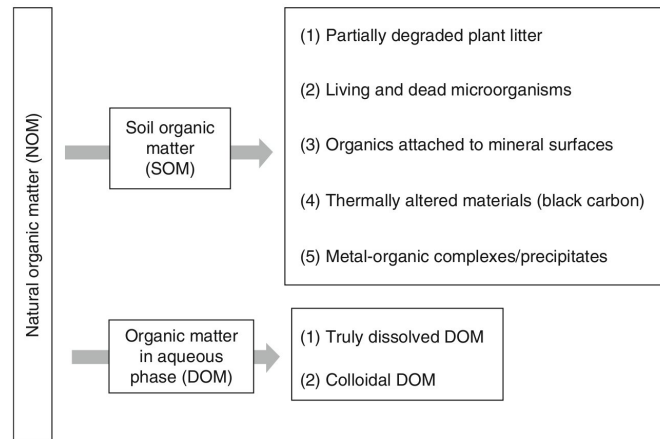 Natural organic matter (NOM)
Soil organic
matter
(SOM)
(1) Partially degraded plant litter
(2) Living and dead microorganisms
(3) Organics attached to mineral surfaces
(4) Thermally altered materials (black carbon)
(5) Metal-organic complexes/precipitates
Organic matter
in aqueous
phase (DOM)
(1) Truly dissolved DOM
(2) Colloidal DOM